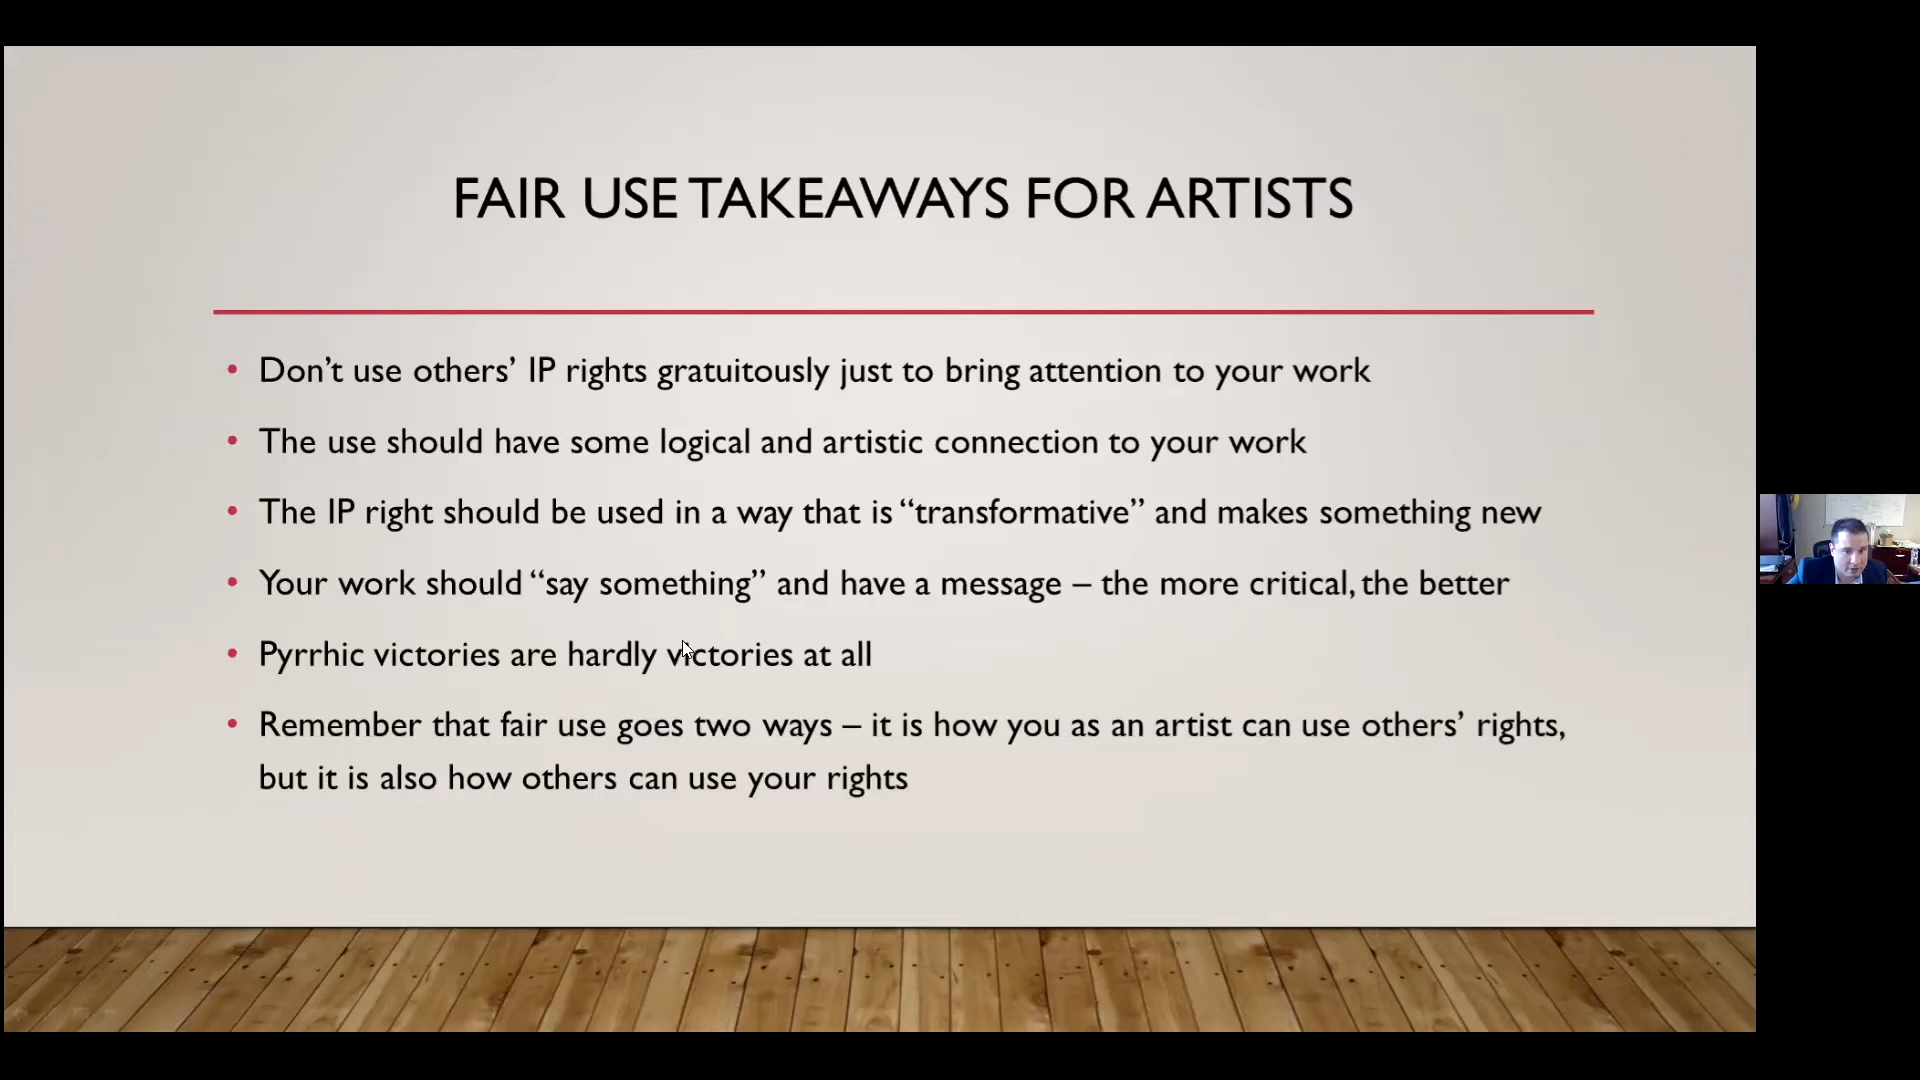 FAIR USE TAKEAWAYS FOR ARTISTS
• Don’t use others’ IP rights gratuitously just to bring attention to your work
• The use should have some logical and artistic connection to your work
• The IP right should be used in a way that is “transformative” and makes something new
• Your work should “say something” and have a message – the more critical, the better
• Pyrrhic victories are hardly victories at all
• Remember that fair use goes two ways – it is how you as an artist can use others’ rights,
but it is also how others can use your rights